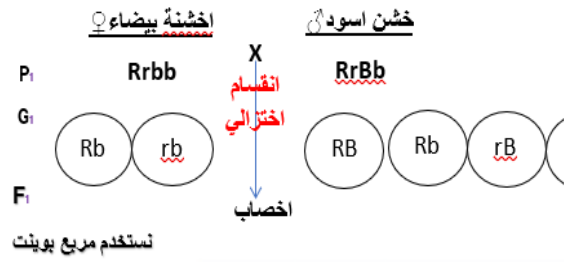 خشن اسود♂ اخشنة بيضاء♀
P1 Rrbb X RrBb
انقسام
اختزالي
G1 Rb rb RB Rb rB
F1 اخصاب
نستخدم مربع بوينت